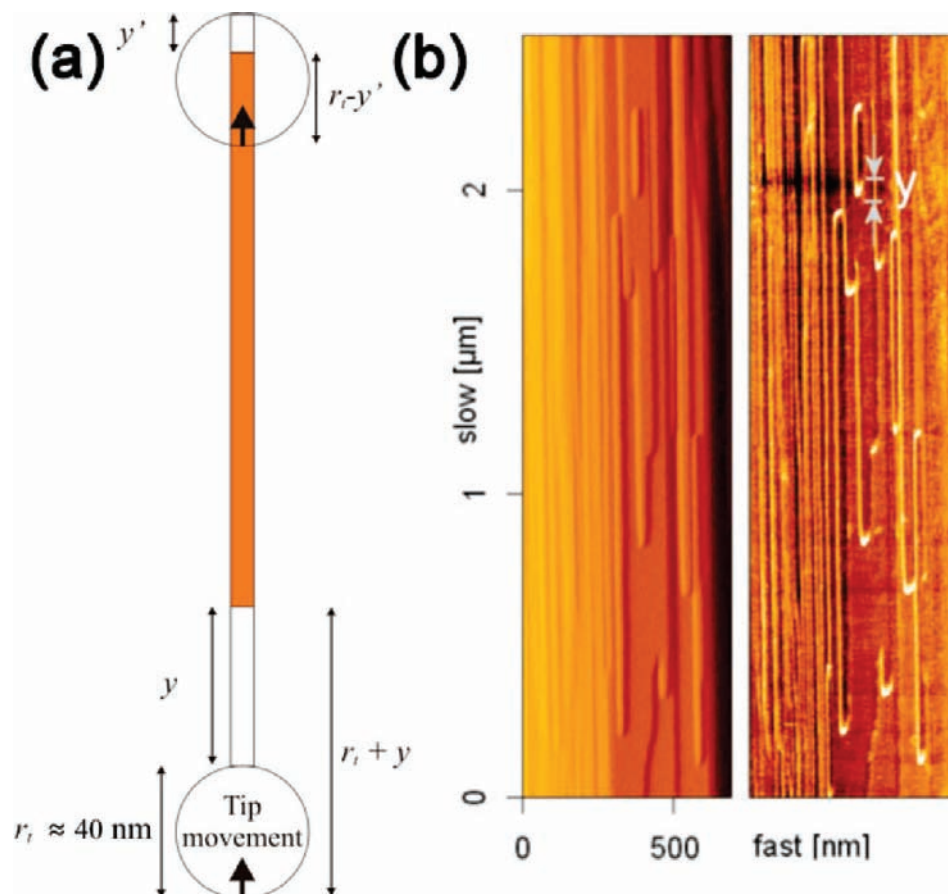 (a)
y'
r_t-y'
y
r_t + y
r_t ≈ 40 nm
Tip
movement
(b)
slow [µm]
2
1
0
0
500
fast [nm]
y